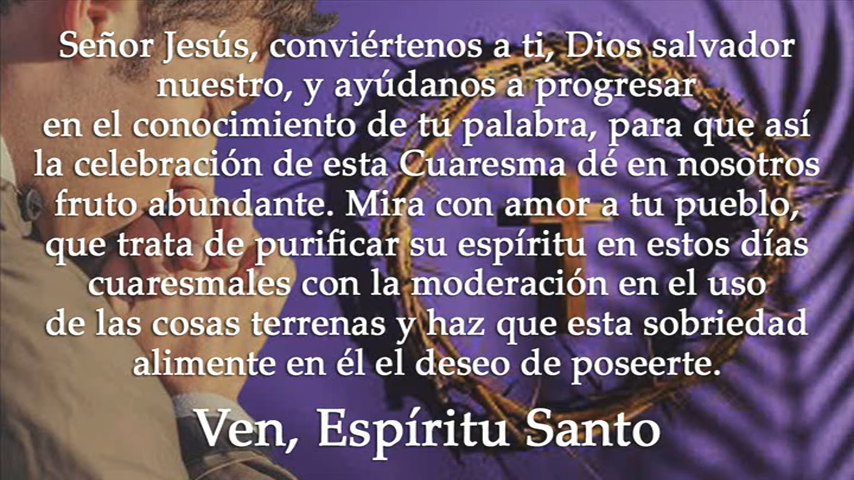 Señor Jesús, conviértenos a ti, Dios salvador
nuestro, y ayúdanos a progresar
en el conocimiento de tu palabra, para que así
la celebración de esta Cuaresma dé en nosotros
fruto abundante. Mira con amor a tu pueblo,
que trata de purificar su espíritu en estos días
cuaresmales con la moderación en el uso
de las cosas terrenas y haz que esta sobriedad
alimente en él el deseo de poseerte.
Ven, Espíritu Santo